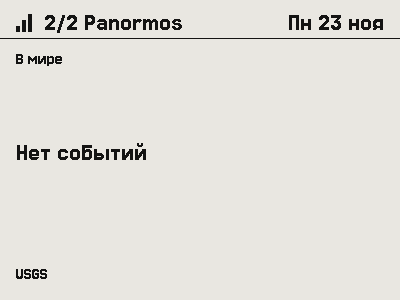 2/2 Panormos Пн 23 ноя
В мире
Нет событий
USGS